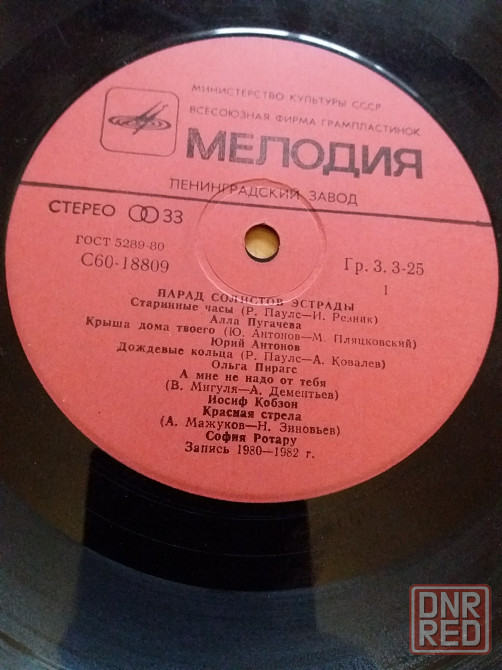 МИНИСТЕРСТВО КУЛЬТУРЫ СССР
ВСЕСОЮЗНАЯ ФИРМА ГРАМПЛАСТИНОК
МЕЛОДИЯ
ЛЕНИНГРАДСКИЙ ЗАВОД
СТЕРЕО 33
ГОСТ 5289-80
С60-18809
Гр. 3. 3-25
1
ПАРАД СОЛИСТОВ ЭСТРАДЫ
Старинные часы (Р. Паулс—И. Резник)
Алла Пугачева
Крыша дома твоего (Ю. Антонов—М. Пляцковский)
Юрий Антонов
Дождевые кольца (Р. Паулс—А. Ковалев)
Ольга Пирагс
А мне не надо от тебя
(В. Мигуля—А. Дементьев)
Иосиф Кобзон
Красная стрела
(А. Мажуков—Н. Зиновьев)
София Ротару
Запись 1980—1982 г.
DNR
RED